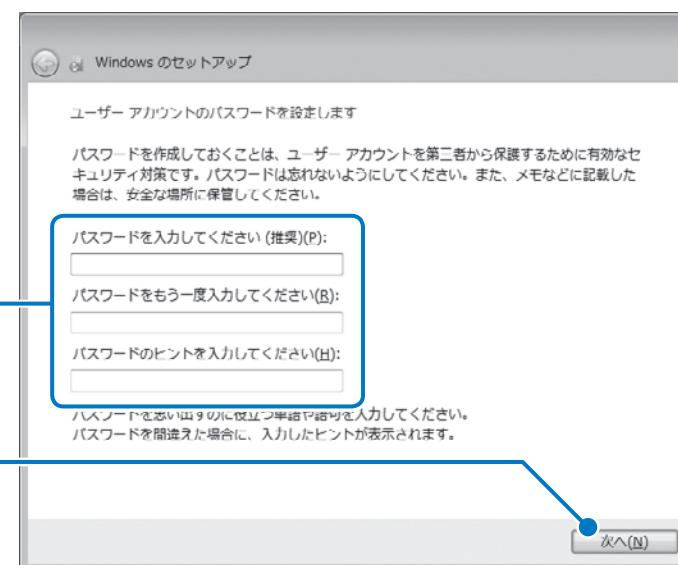 Windows のセットアップ
ユーザー アカウントのパスワードを設定します
パスワードを作成しておくことは、ユーザー アカウントを第三者から保護するために有効なセ
キュリティ対策です。パスワードは忘れないようにしてください。また、メモなどに記載した
場合は、安全な場所に保管してください。
パスワードを入力してください (推奨)(P):
パスワードをもう一度入力してください(R):
パスワードのヒントを入力してください(H):
パスワードを思い出すのに役立つ単語や語句を入力してください。
パスワードを間違えた場合に、入力したヒントが表示されます。
次へ(N)